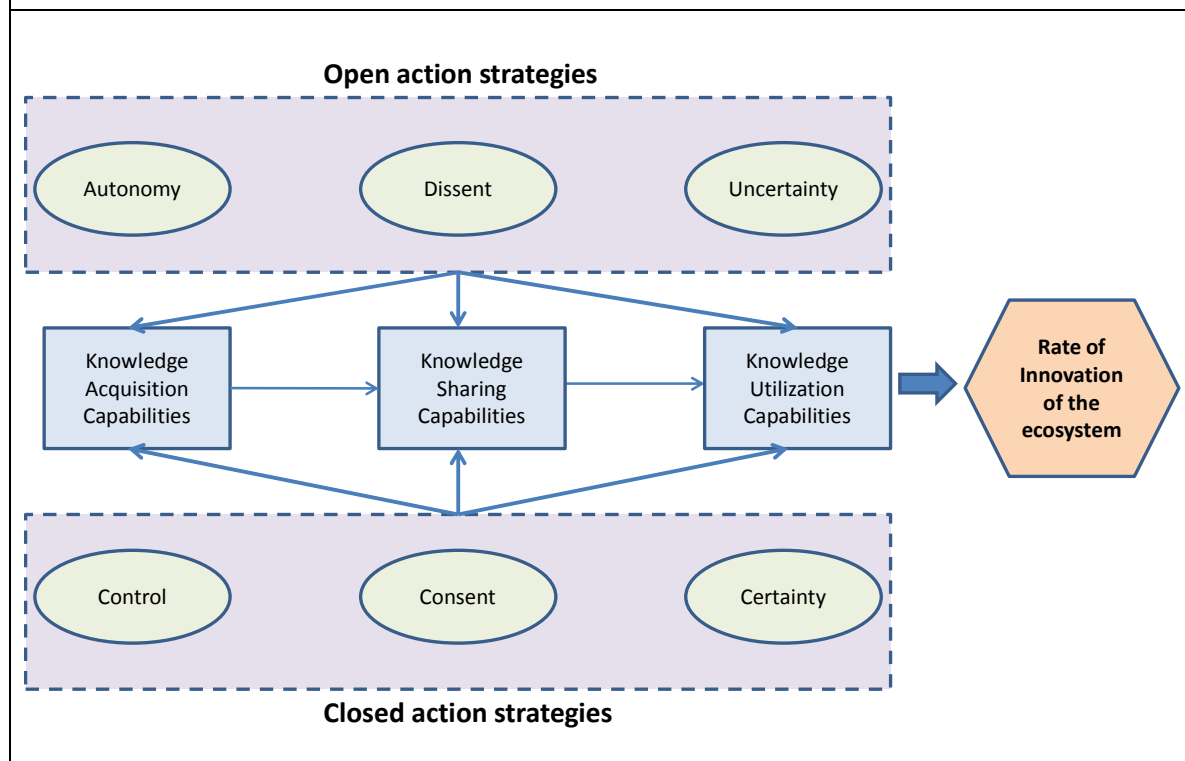 Open action strategies
Autonomy
Dissent
Uncertainty
Knowledge
Acquisition
Capabilities
Knowledge
Sharing
Capabilities
Knowledge
Utilization
Capabilities
Rate of
Innovation
of the
ecosystem
Control
Consent
Certainty
Closed action strategies